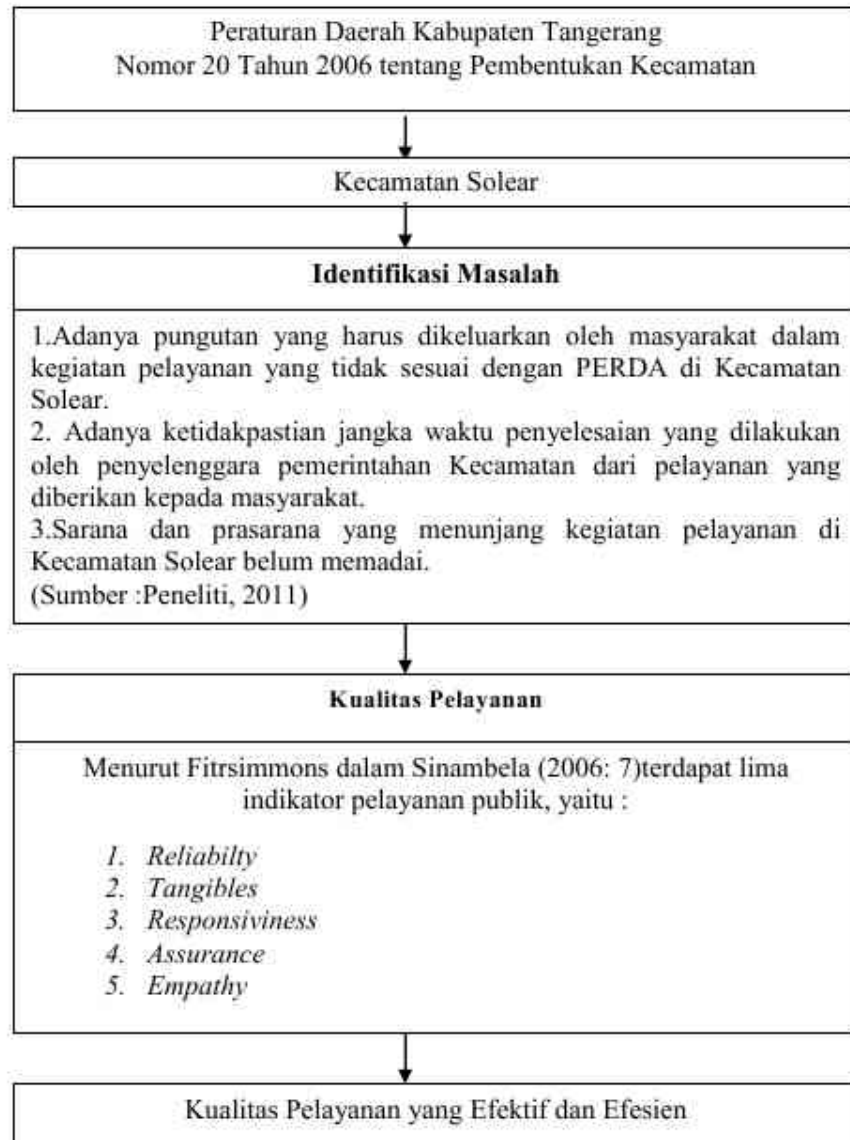 Peraturan Daerah Kabupaten Tangerang
Nomor 20 Tahun 2006 tentang Pembentukan Kecamatan
Kecamatan Solear
Identifikasi Masalah
1.Adanya pungutan yang harus dikeluarkan oleh masyarakat dalam
kegiatan pelayanan yang tidak sesuai dengan PERDA di Kecamatan
Solear.
2. Adanya ketidakpastian jangka waktu penyelesaian yang dilakukan
oleh penyelenggara pemerintahan Kecamatan dari pelayanan yang
diberikan kepada masyarakat.
3.Sarana dan prasarana yang menunjang kegiatan pelayanan di
Kecamatan Solear belum memadai.
(Sumber :Peneliti, 2011)
Kualitas Pelayanan
Menurut Fitrsimmons dalam Sinambela (2006: 7)terdapat lima
indikator pelayanan publik, yaitu :
1. Reliabilty
2. Tangibles
3. Responsiviness
4. Assurance
5. Empathy
Kualitas Pelayanan yang Efektif dan Efesien